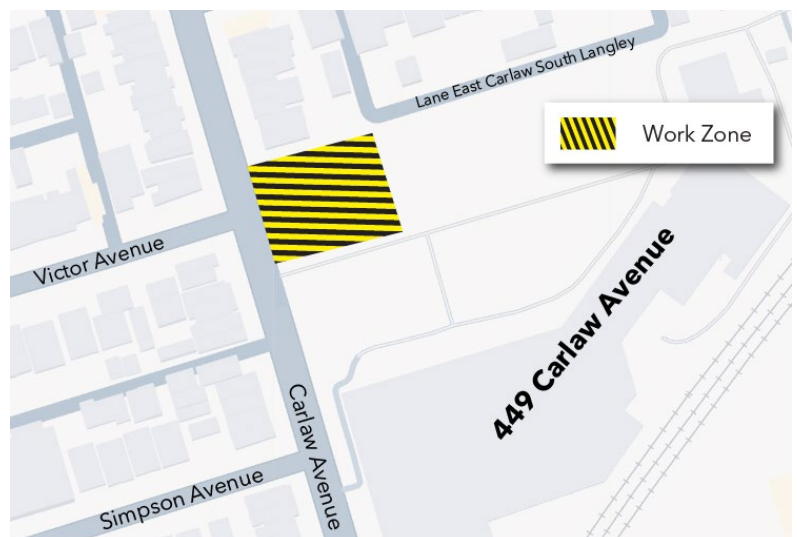 Lane East Carlaw South Langley
Work Zone
Victor Avenue
449 Carlaw Avenue
Carlaw Avenue
Simpson Avenue